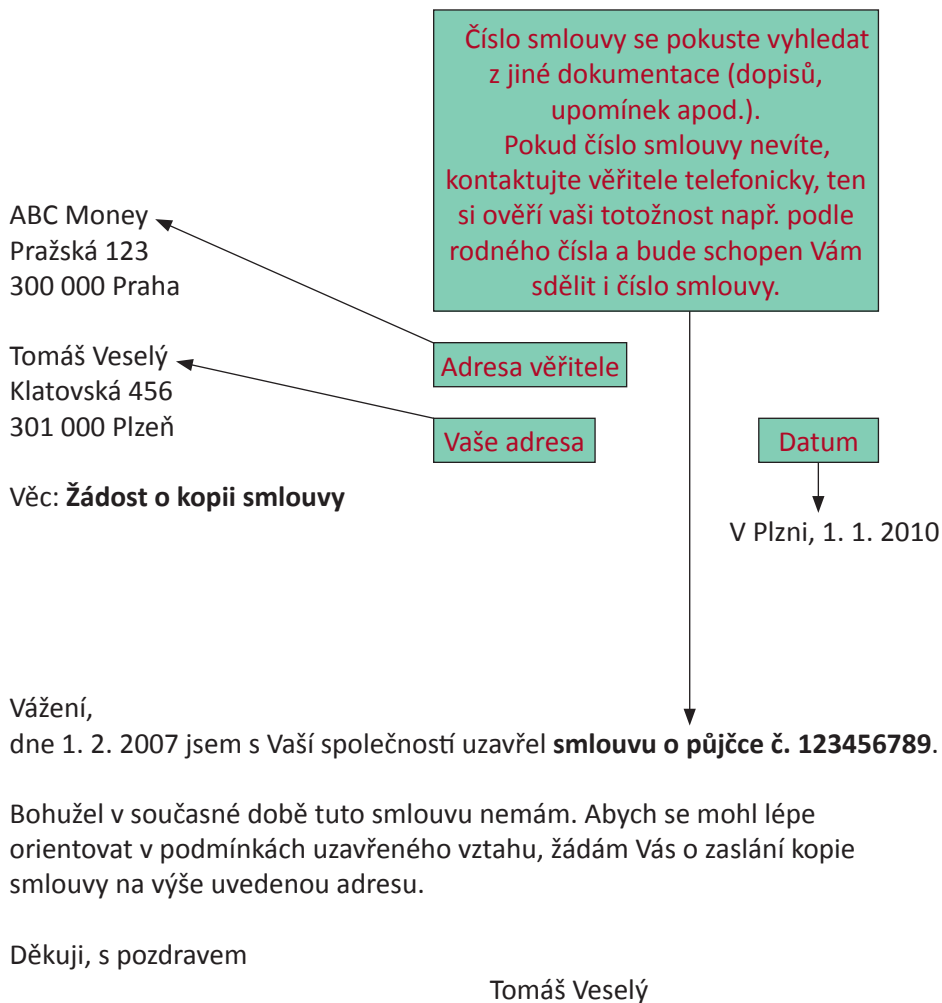 Číslo smlouvy se pokuste vyhledat
z jiné dokumentace (dopisů,
upomínek apod.).
Pokud číslo smlouvy nevíte,
kontaktujte věřitele telefonicky, ten
si ověří vaši totožnost např. podle
rodného čísla a bude schopen Vám
sdělit i číslo smlouvy.
ABC Money
Pražská 123
300 000 Praha
Adresa věřitele
Tomáš Veselý
Klatovská 456
301 000 Plzeň
Vaše adresa
Datum
Věc: Žádost o kopii smlouvy
V Plzni, 1. 1. 2010
Vážení,
dne 1. 2. 2007 jsem s Vaší společností uzavřel smlouvu o půjčce č. 123456789.
Bohužel v současné době tuto smlouvu nemám. Abych se mohl lépe
orientovat v podmínkách uzavřeného vztahu, žádám Vás o zaslání kopie
smlouvy na výše uvedenou adresu.
Děkuji, s pozdravem
Tomáš Veselý